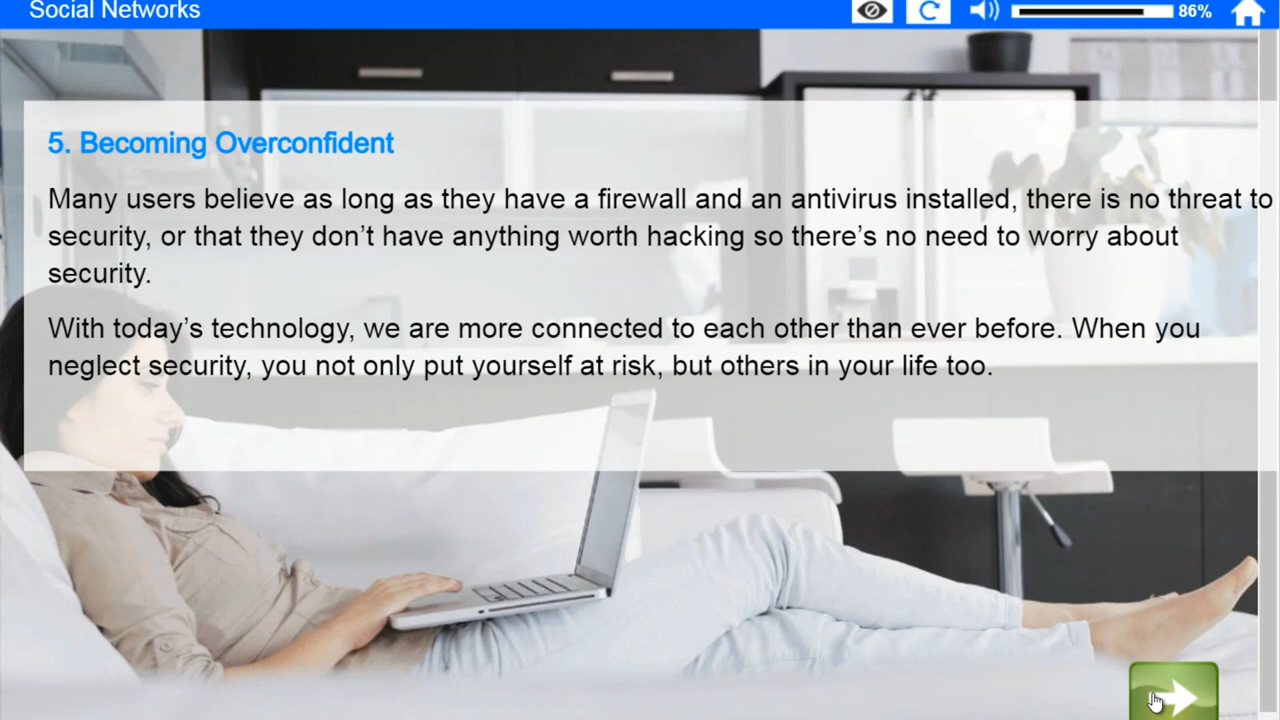 Social Networks
86%
5. Becoming Overconfident
Many users believe as long as they have a firewall and an antivirus installed, there is no threat to
security, or that they don’t have anything worth hacking so there’s no need to worry about
security.
With today’s technology, we are more connected to each other than ever before. When you
neglect security, you not only put yourself at risk, but others in your life too.